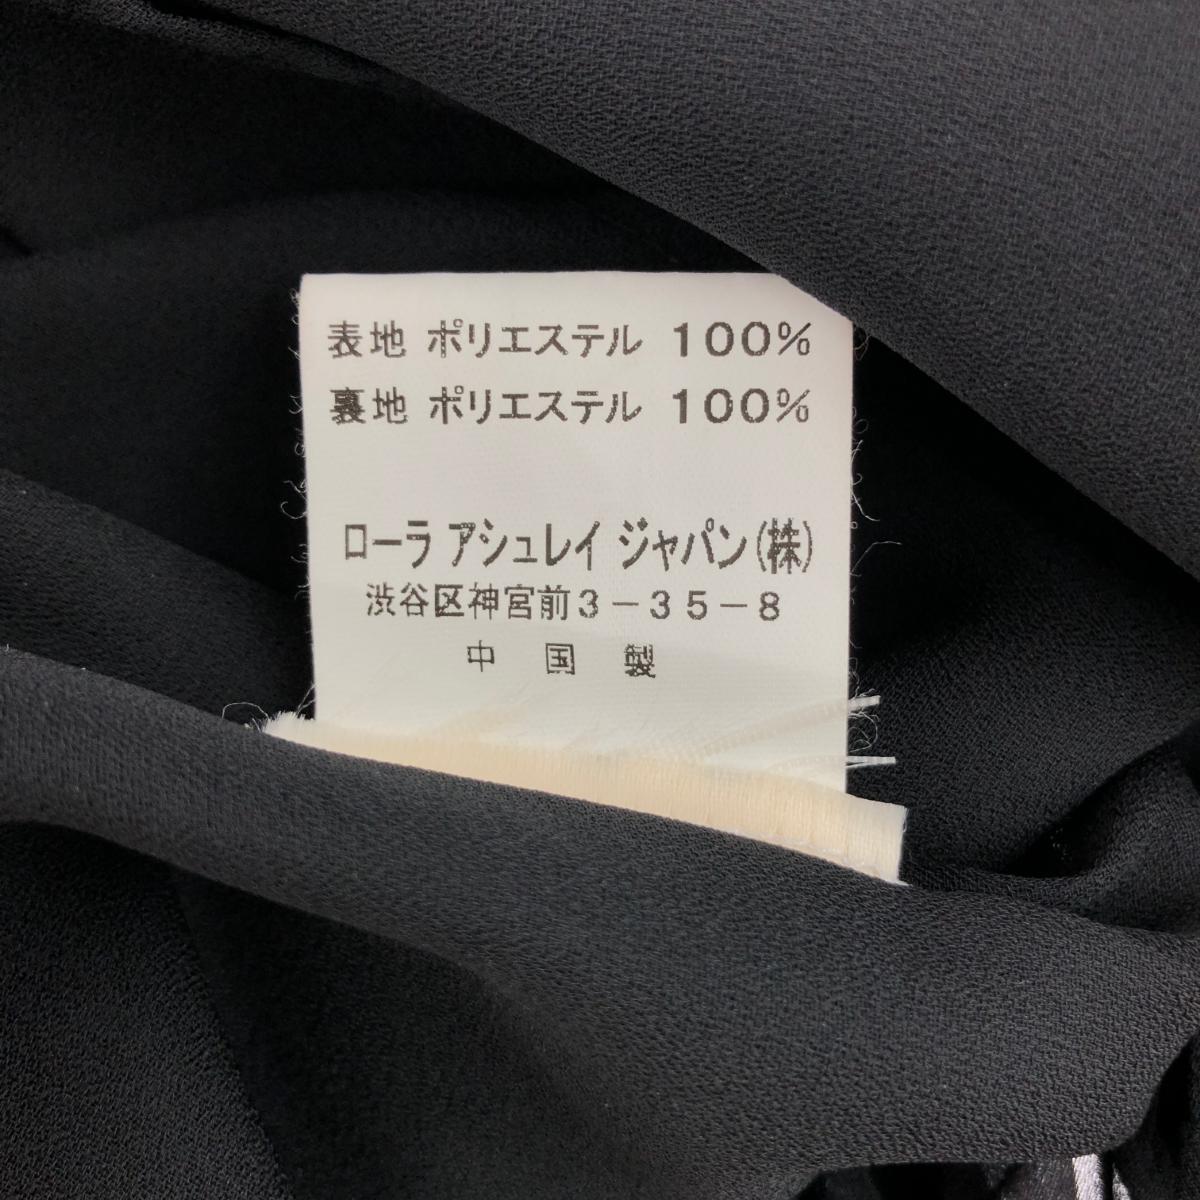 表地 ポリエステル 100%
裏地 ポリエステル 100%
ローラ アシュレイ ジャパン(株)
渋谷区神宮前3-35-8
中国製